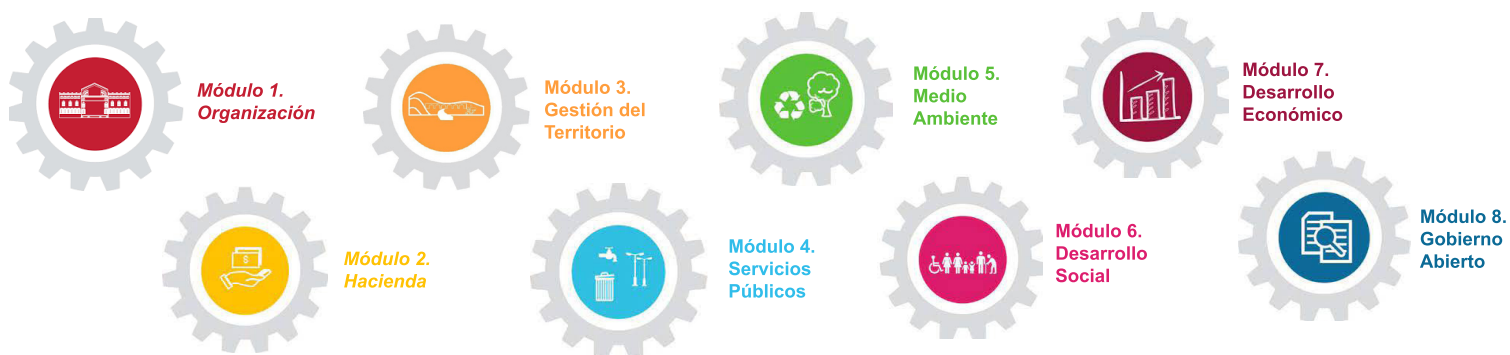 Módulo 1.
Organización
Módulo 2.
Hacienda
Módulo 3.
Gestión del
Territorio
Módulo 4.
Servicios
Públicos
Módulo 5.
Medio
Ambiente
Módulo 6.
Desarrollo
Social
Módulo 7.
Desarrollo
Económico
Módulo 8.
Gobierno
Abierto
$